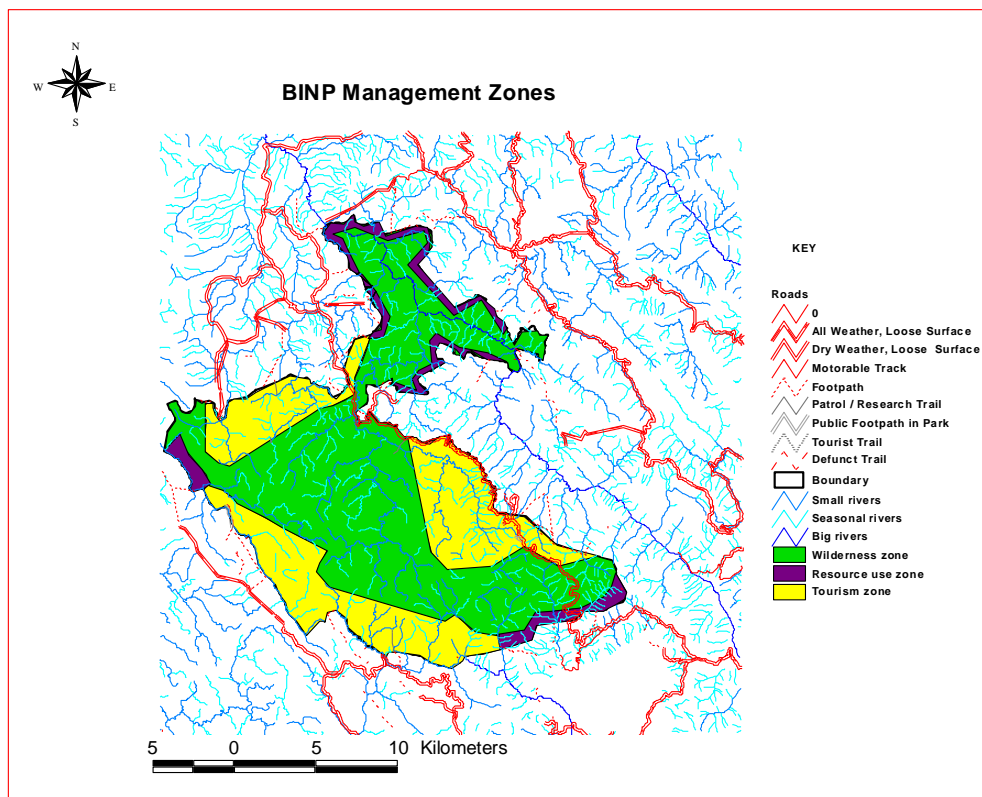 N
W E
S
BINP Management Zones
KEY
Roads
0
All Weather, Loose Surface
Dry Weather, Loose Surface
Motorable Track
Footpath
Patrol / Research Trail
Public Footpath in Park
Tourist Trail
Defunct Trail
Boundary
Small rivers
Seasonal rivers
Big rivers
Wilderness zone
Resource use zone
Tourism zone
5 0 5 10 Kilometers